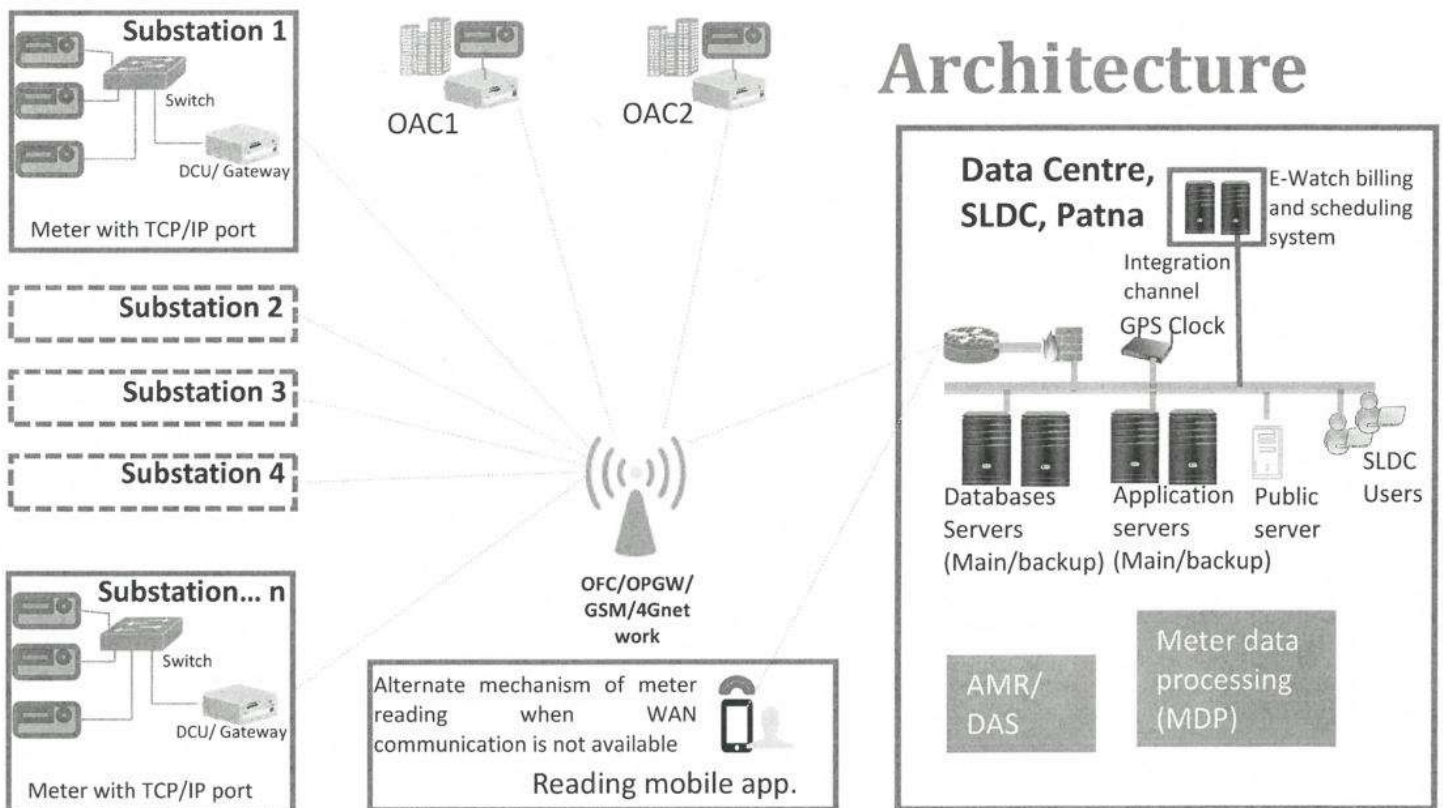 Architecture
Substation 1
Switch
DCU/ Gateway
Meter with TCP/IP port
Substation 2
Substation 3
Substation 4
Substation... n
Switch
DCU/ Gateway
Meter with TCP/IP port
OAC1
OAC2
OFC/OPGW/
GSM/4Gnet
work
Alternate mechanism of meter
reading when WAN
communication is not available
Reading mobile app.
Data Centre,
SLDC, Patna
E-Watch billing
and scheduling
system
Integration
channel
GPS Clock
Databases
Servers
(Main/backup)
Application
servers
(Main/backup)
Public
server
SLDC
Users
AMR/
DAS
Meter data
processing
(MDP)